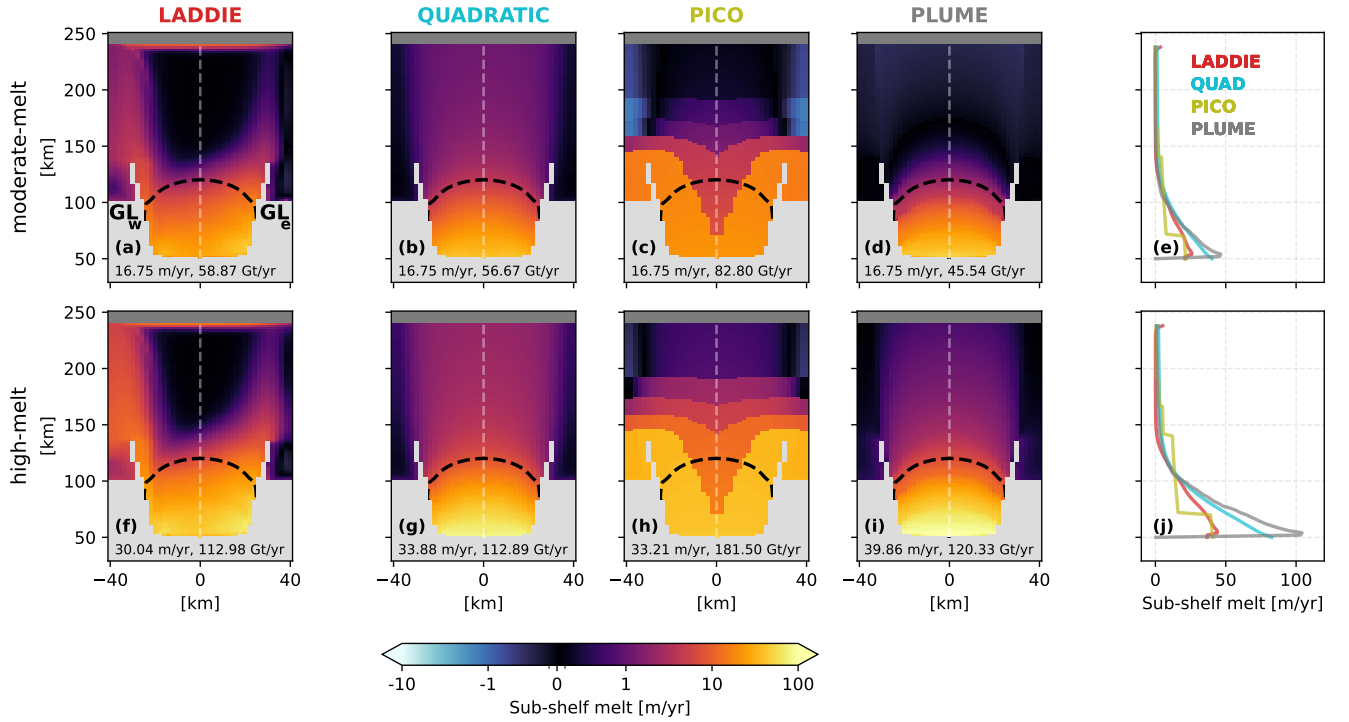 LADDIE QUADRATIC PICO PLUME
moderate-melt
[km]
250
200
150
100
50
GL_w GL_e
(a) (b) (c) (d) (e)
16.75 m/yr, 58.87 Gt/yr 16.75 m/yr, 56.67 Gt/yr 16.75 m/yr, 82.80 Gt/yr 16.75 m/yr, 45.54 Gt/yr
LADDIE
QUAD
PICO
PLUME
high-melt
[km]
250
200
150
100
50
(f) (g) (h) (i) (j)
30.04 m/yr, 112.98 Gt/yr 33.88 m/yr, 112.89 Gt/yr 33.21 m/yr, 181.50 Gt/yr 39.86 m/yr, 120.33 Gt/yr
−40 0 40 −40 0 40 −40 0 40 −40 0 40 0 50 100
[km] [km] [km] [km] Sub-shelf melt [m/yr]
-10 -1 0 1 10 100
Sub-shelf melt [m/yr]